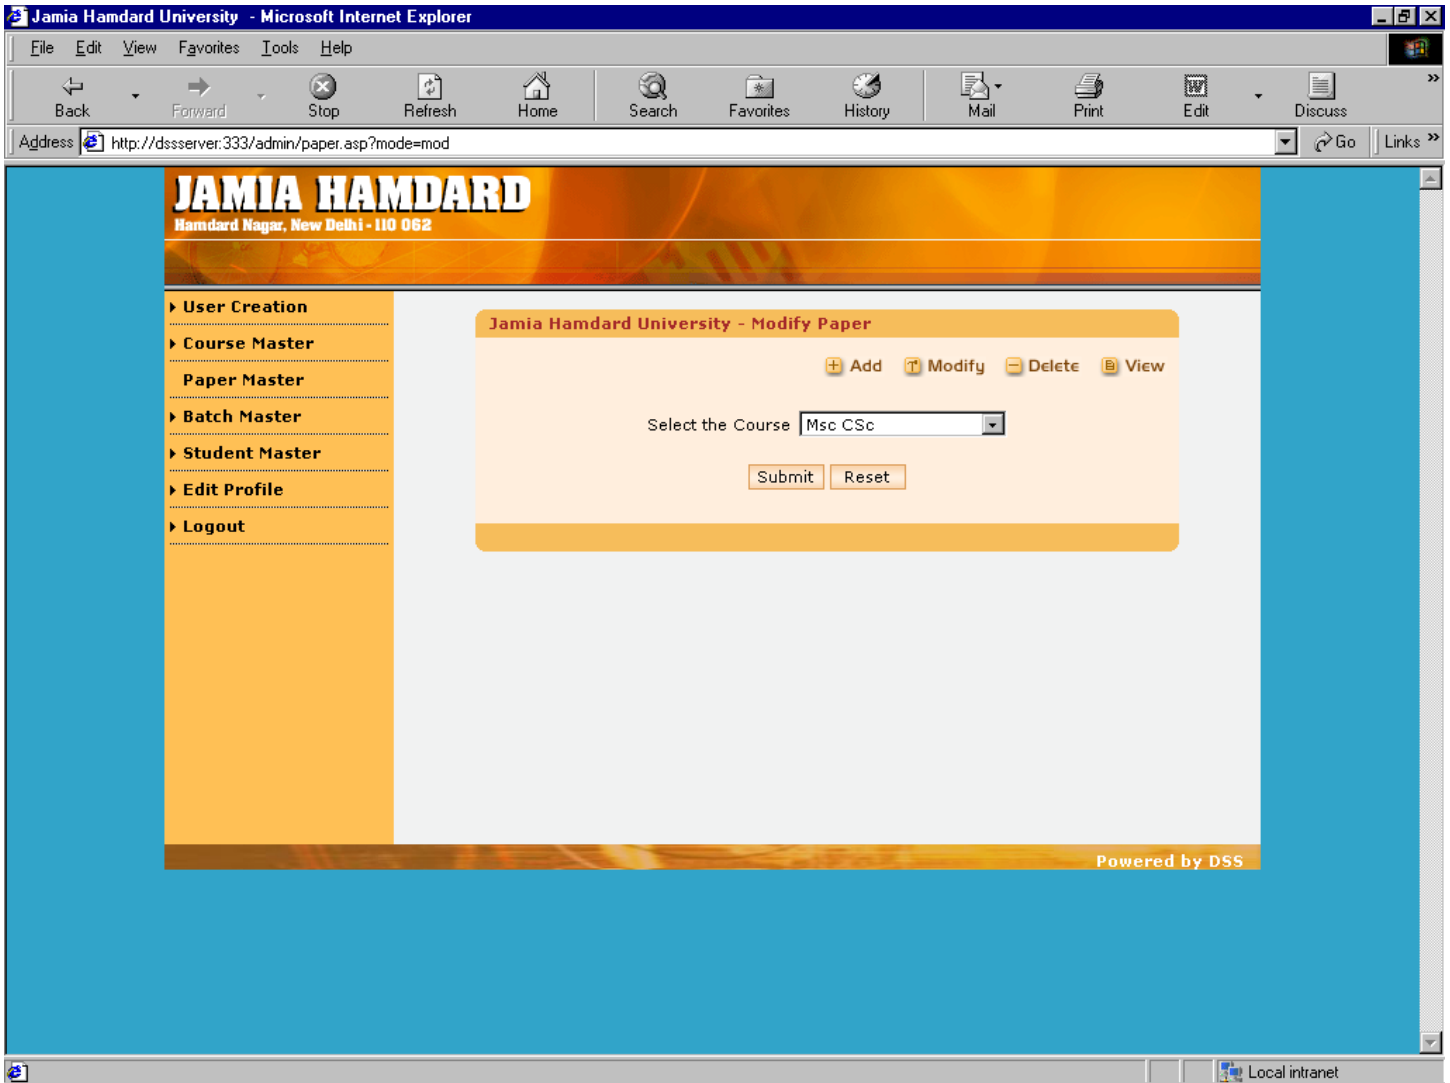 Jamia Hamdard University - Microsoft Internet Explorer
File Edit View Favorites Tools Help
Back Forward Stop Refresh Home Search Favorites History Mail Print Edit Discuss »
Address http://dssserver:333/admin/paper.asp?mode=mod Go Links »
JAMIA HAMDARD
Hamdard Nagar, New Delhi - 110 062
User Creation
Course Master
Paper Master
Batch Master
Student Master
Edit Profile
Logout
Jamia Hamdard University - Modify Paper
Add Modify Delete View
Select the Course Msc CSc
Submit Reset
Powered by DSS
Local intranet